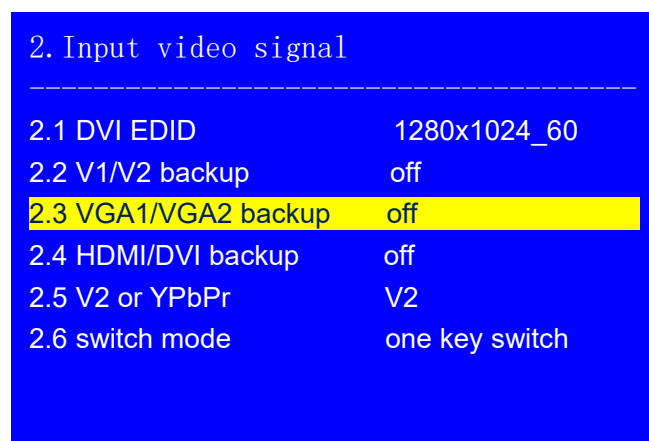 2.Input video signal
---------------------------------------
2.1 DVI EDID 1280x1024_60
2.2 V1/V2 backup off
2.3 VGA1/VGA2 backup off
2.4 HDMI/DVI backup off
2.5 V2 or YPbPr V2
2.6 switch mode one key switch